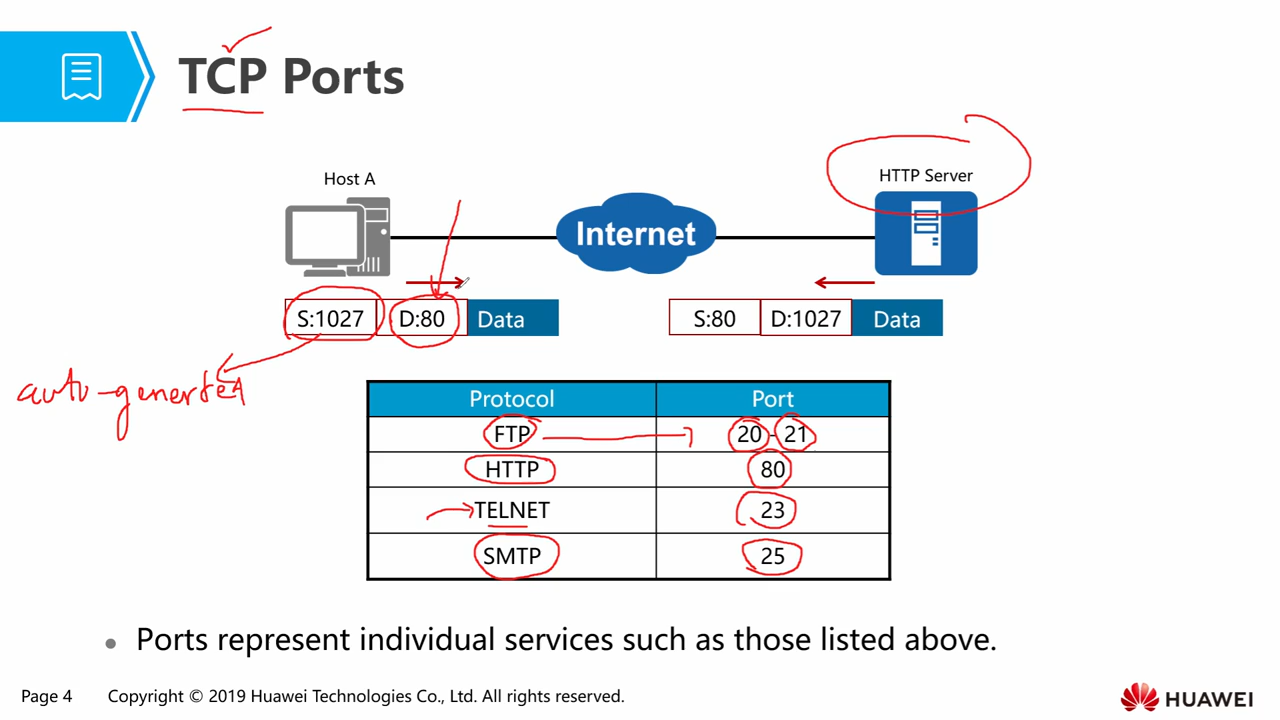 TCP Ports
Host A
HTTP Server
Internet
S:1027 D:80 Data
S:80 D:1027 Data
auto-generted
Protocol Port
FTP 20 - 21
HTTP 80
TELNET 23
SMTP 25
• Ports represent individual services such as those listed above.
Page 4 Copyright © 2019 Huawei Technologies Co., Ltd. All rights reserved.
HUAWEI